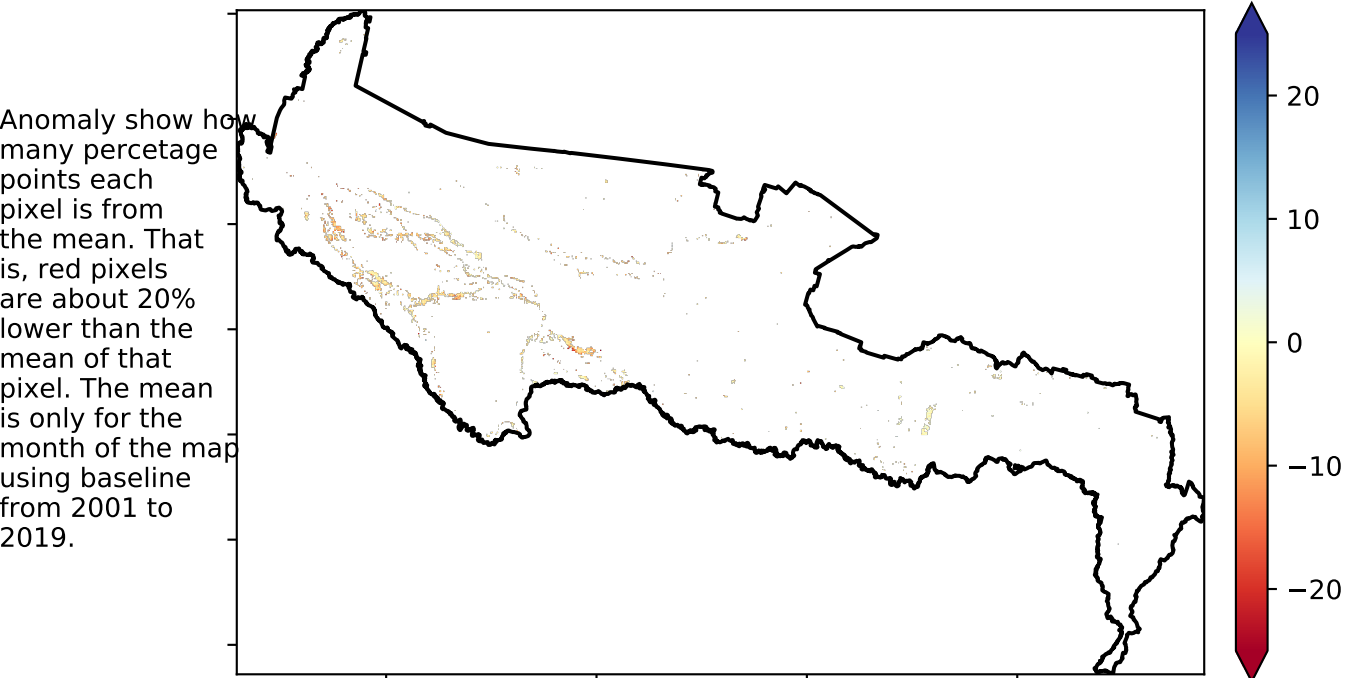 Anomaly show how
many percetage
points each
pixel is from
the mean. That
is, red pixels
are about 20%
lower than the
mean of that
pixel. The mean
is only for the
month of the map
using baseline
from 2001 to
2019.
20
10
0
−10
−20